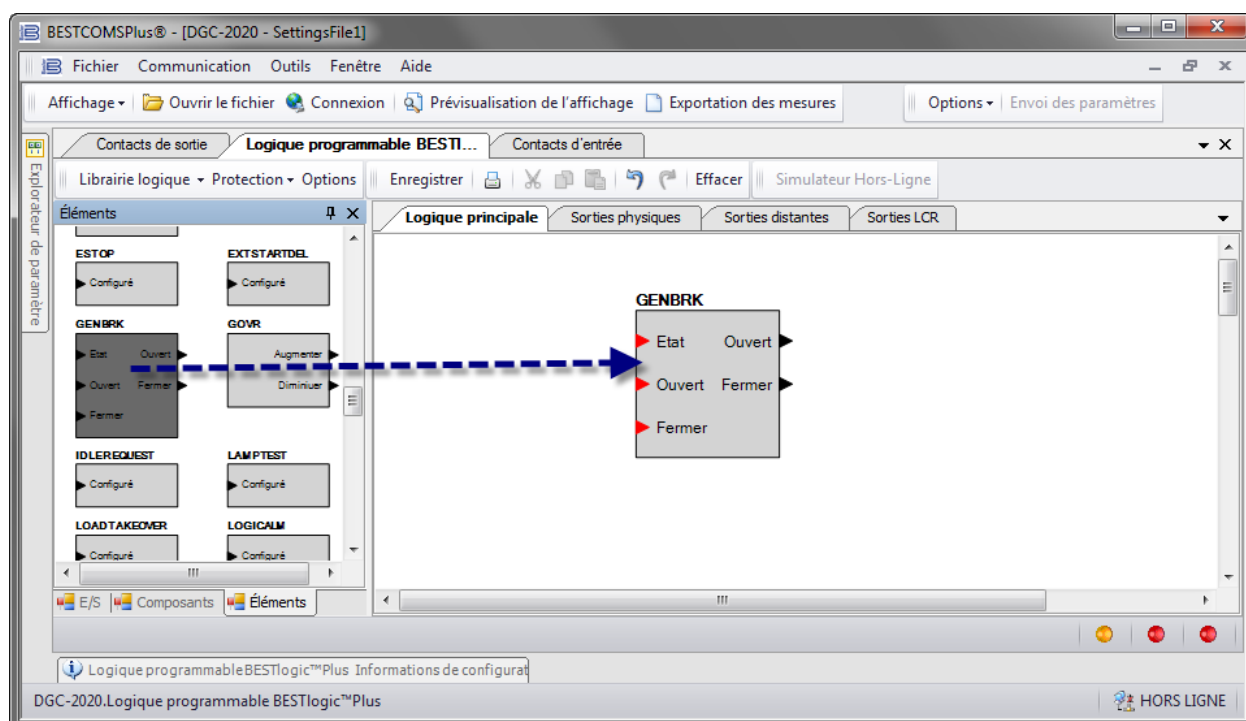 BESTCOMSPlus® - [DGC-2020 - SettingsFile1]
Fichier Communication Outils Fenêtre Aide
Affichage Ouvrir le fichier Connexion Prévisualisation de l'affichage Exportation des mesures Options Envoi des paramètres
Explorateur de paramètre
Contacts de sortie Logique programmable BESTl... Contacts d'entrée
Librairie logique Protection Options Enregistrer Effacer Simulateur Hors-Ligne
Éléments
Logique principale Sorties physiques Sorties distantes Sorties LCR
ESTOP EXTSTARTDEL
Configuré Configuré
GENBRK GOVR
Etat Ouvert Augmenter
Ouvert Fermer Diminiuer
Fermer
IDLEREQUEST LAMPTEST
Configuré Configuré
LOADTAKEOVER LOGICALM
Configuré Configuré
GENBRK
Etat Ouvert
Ouvert Fermer
Fermer
E/S Composants Éléments
Logique programmable BESTlogic™Plus Informations de configurat
DGC-2020.Logique programmable BESTlogic™Plus HORS LIGNE